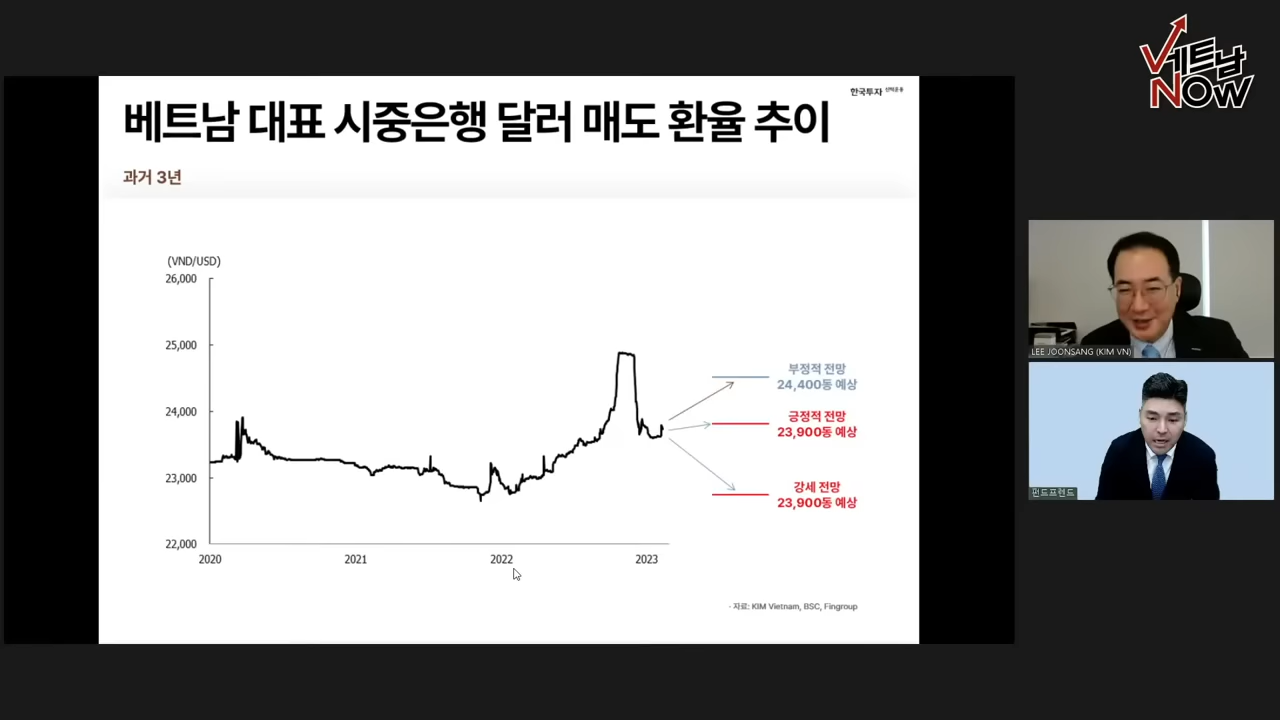 베트남
NOW
한국투자 신탁운용
베트남 대표 시중은행 달러 매도 환율 추이
과거 3년
(VND/USD)
26,000
25,000
24,000
23,000
22,000
2020
2021
2022
2023
부정적 전망
24,400동 예상
긍정적 전망
23,900동 예상
강세 전망
23,900동 예상
· 자료: KIM Vietnam, BSC, Fingroup
LEE JOONSANG (KIM VN)
펀드프렌드